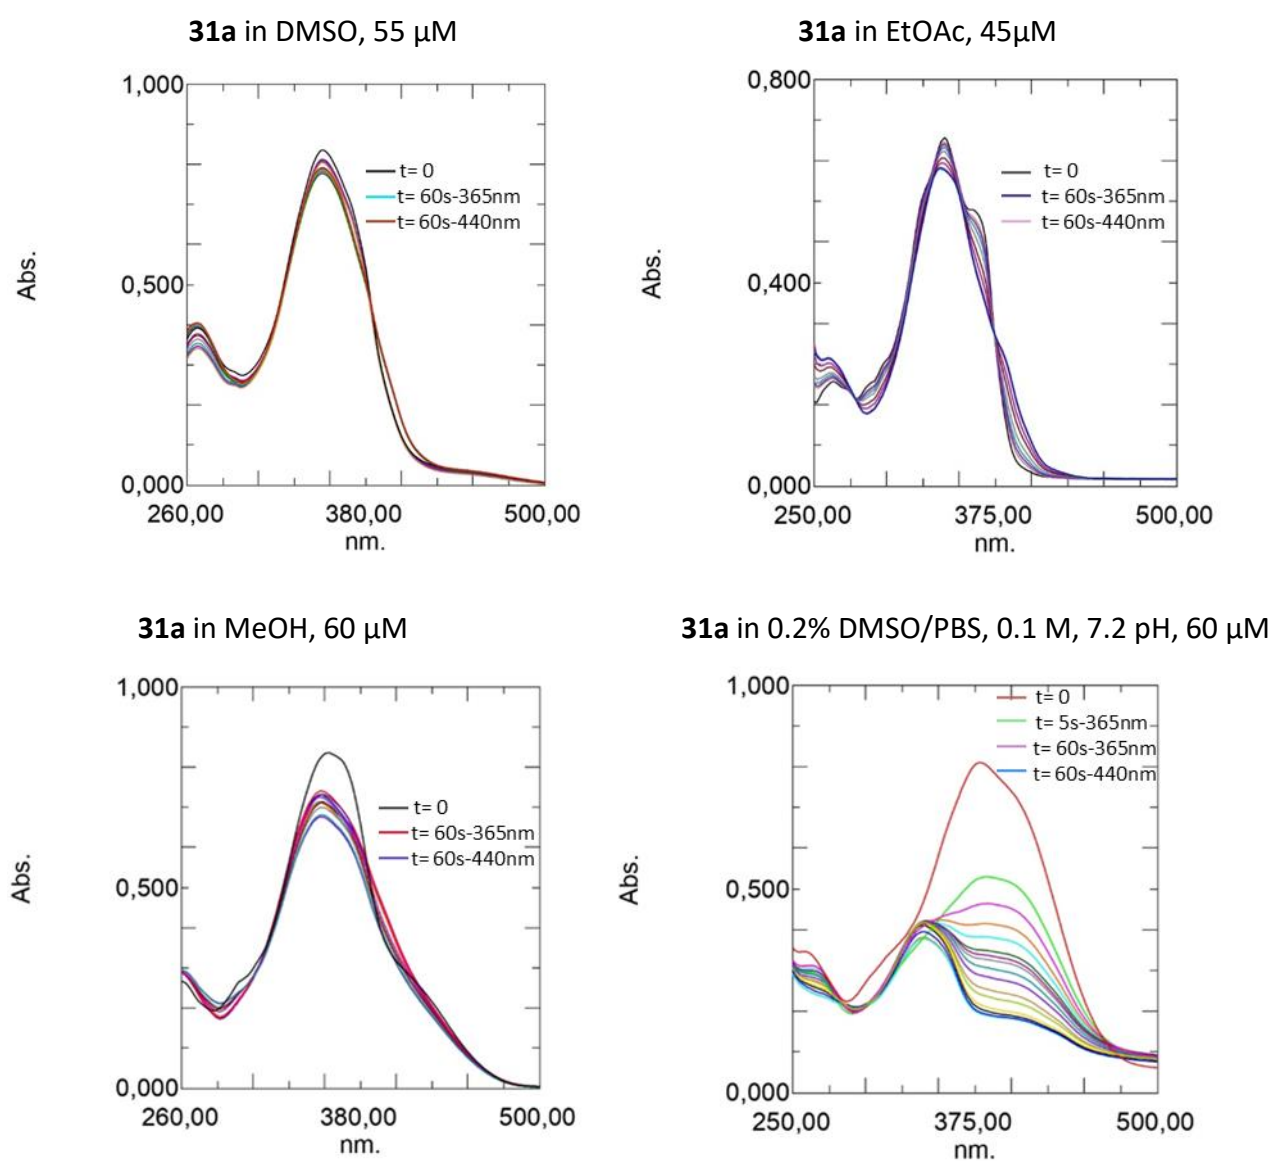 31a in DMSO, 55 µM
1,000
0,500
0,000
260,00
380,00
500,00
nm.
Abs.
t= 0
t= 60s-365nm
t= 60s-440nm
31a in EtOAc, 45µM
0,800
0,400
0,000
250,00
375,00
500,00
nm.
Abs.
t= 0
t= 60s-365nm
t= 60s-440nm
31a in MeOH, 60 µM
1,000
0,500
0,000
260,00
380,00
500,00
nm.
Abs.
t= 0
t= 60s-365nm
t= 60s-440nm
31a in 0.2% DMSO/PBS, 0.1 M, 7.2 pH, 60 µM
1,000
0,500
0,000
250,00
375,00
500,00
nm.
Abs.
t= 0
t= 5s-365nm
t= 60s-365nm
t= 60s-440nm